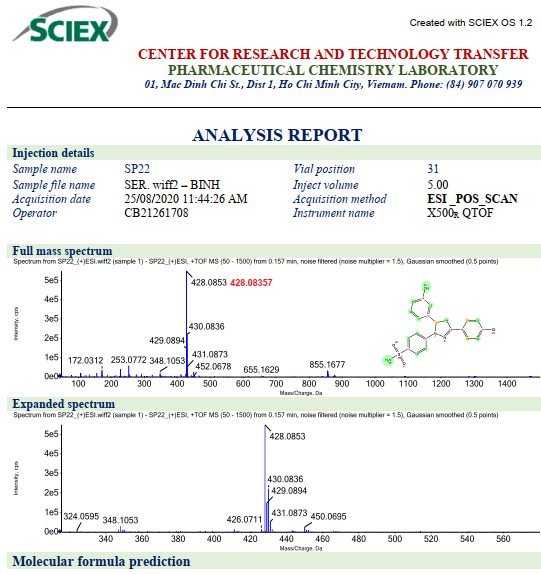 SCIEX
Created with SCIEX OS 1.2
CENTER FOR RESEARCH AND TECHNOLOGY TRANSFER
PHARMACEUTICAL CHEMISTRY LABORATORY
01, Mac Dinh Chi St., Dist 1, Ho Chi Minh City, Vietnam. Phone: (84) 907 070 939
ANALYSIS REPORT
Injection details
Sample name SP22 Vial position 31
Sample file name SER. wiff2 – BINH Inject volume 5.00
Acquisition date 25/08/2020 11:44:26 AM Acquisition method ESI _POS_SCAN
Operator CB21261708 Instrument name X500R QTOF
Full mass spectrum
Spectrum from SP22_(+)ESI.wiff2 (sample 1) - SP22_(+)ESI, +TOF MS (50 - 1500) from 0.157 min, noise filtered (noise multiplier = 1.5), Gaussian smoothed (0.5 points)
5e5
428.0853 428.08357
4e5
3e5
430.0836
2e5
429.0894
1e5
431.0873
172.0312 253.0772 348.1053 452.0678 655.1629 855.1677
0e0
100 200 300 400 500 600 700 800 900 1000 1100 1200 1300 1400
Intensity, cps
Mass/Charge, Da
Expanded spectrum
Spectrum from SP22_(+)ESI.wiff2 (sample 1) - SP22_(+)ESI, +TOF MS (50 - 1500) from 0.157 min, noise filtered (noise multiplier = 1.5), Gaussian smoothed (0.5 points)
5e5
428.0853
4e5
3e5
430.0836
2e5
429.0894
1e5
324.0595 348.1053 426.0711 431.0873 450.0695
0e0
340 360 380 400 420 440 460 480 500 520 540 560
Intensity, cps
Mass/Charge, Da
Molecular formula prediction